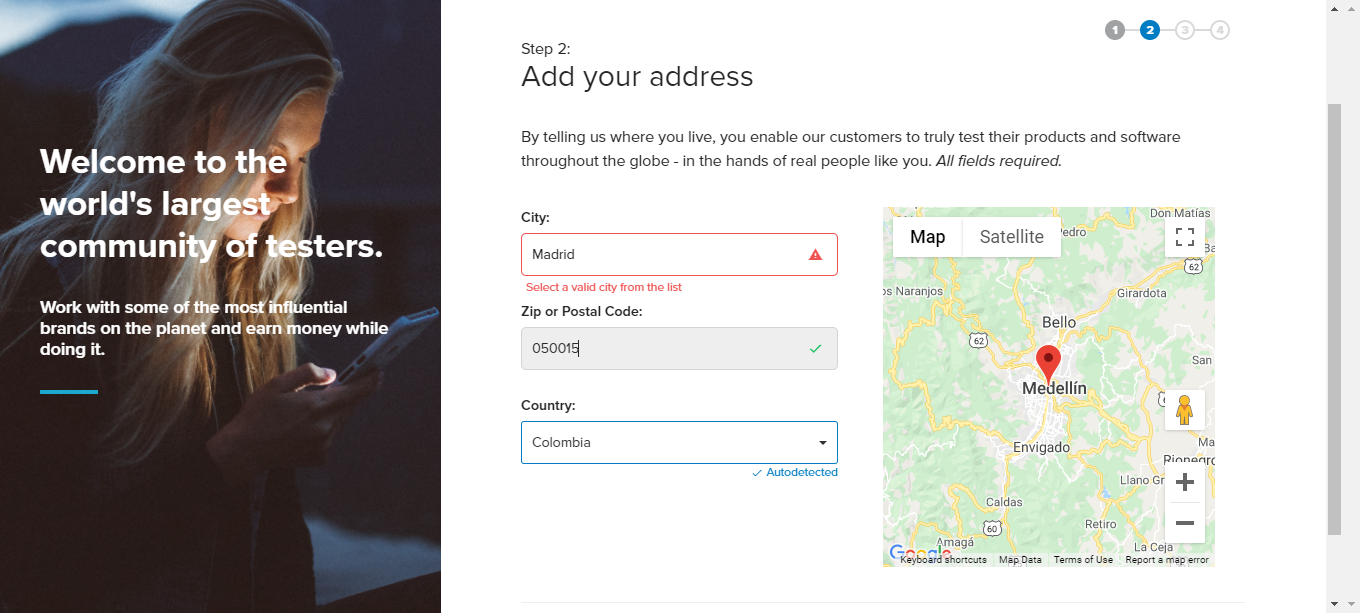 Welcome to the
world's largest
community of testers.
Work with some of the most influential
brands on the planet and earn money while
doing it.
1 2 3 4
Step 2:
Add your address
By telling us where you live, you enable our customers to truly test their products and software
throughout the globe - in the hands of real people like you. All fields required.
City:
Madrid
Select a valid city from the list
Zip or Postal Code:
050015
Country:
Colombia
Autodetected
Don Matías
Map Satellite
62
Girardota
Bello
62
San
Medellín
Envigado
Rionegro
Llano Gr
Caldas
60
Retiro
Amagá
La Ceja
Google
Keyboard shortcuts Map Data Terms of Use Report a map error